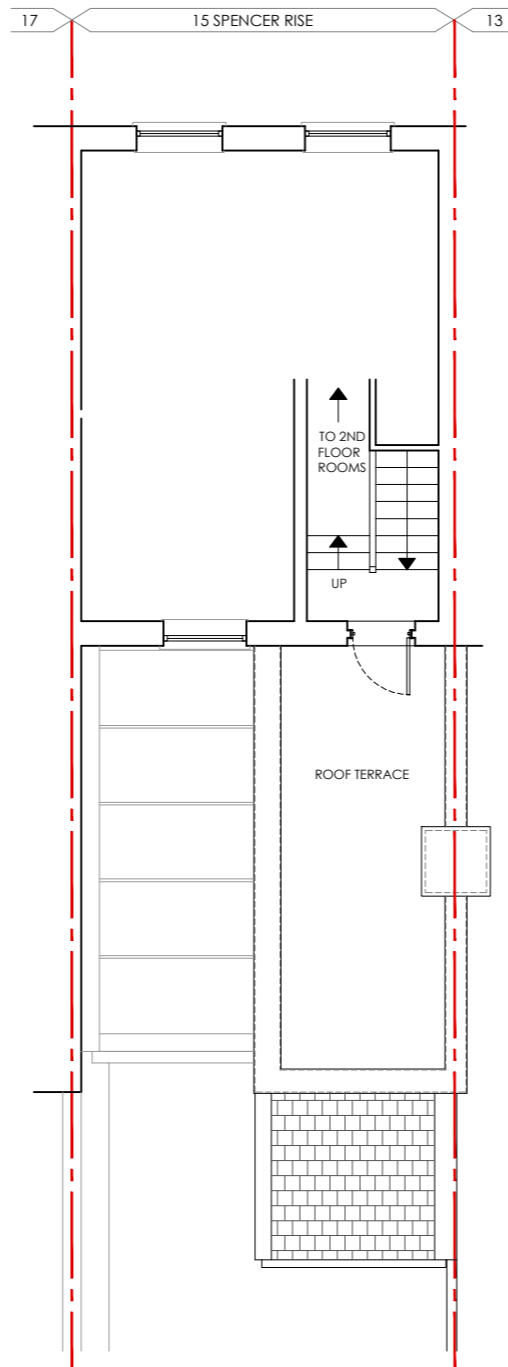 17
15 SPENCER RISE
13
TO 2ND
FLOOR
ROOMS
UP
ROOF TERRACE